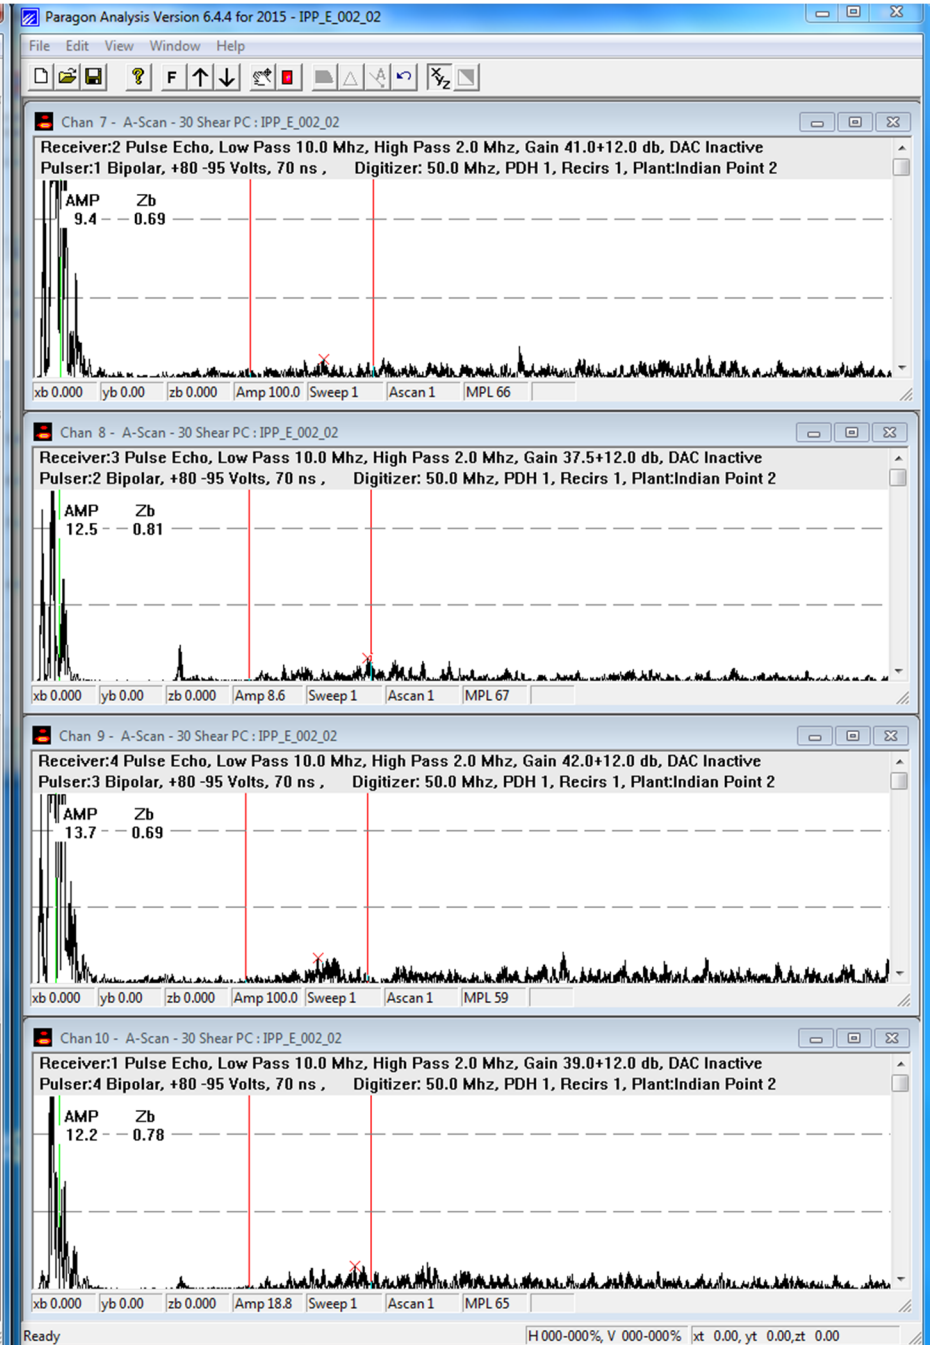 Paragon Analysis Version 6.4.4 for 2015 - IPP_E_002_02
File Edit View Window Help
? F XYZ
Chan 7 - A-Scan - 30 Shear PC : IPP_E_002_02
Receiver:2 Pulse Echo, Low Pass 10.0 Mhz, High Pass 2.0 Mhz, Gain 41.0+12.0 db, DAC Inactive
Pulser:1 Bipolar, +80 -95 Volts, 70 ns , Digitizer: 50.0 Mhz, PDH 1, Recirs 1, Plant:Indian Point 2
AMP Zb
9.4 0.69
xb 0.000 yb 0.00 zb 0.000 Amp 100.0 Sweep 1 Ascan 1 MPL 66
Chan 8 - A-Scan - 30 Shear PC : IPP_E_002_02
Receiver:3 Pulse Echo, Low Pass 10.0 Mhz, High Pass 2.0 Mhz, Gain 37.5+12.0 db, DAC Inactive
Pulser:2 Bipolar, +80 -95 Volts, 70 ns , Digitizer: 50.0 Mhz, PDH 1, Recirs 1, Plant:Indian Point 2
AMP Zb
12.5 0.81
xb 0.000 yb 0.00 zb 0.000 Amp 8.6 Sweep 1 Ascan 1 MPL 67
Chan 9 - A-Scan - 30 Shear PC : IPP_E_002_02
Receiver:4 Pulse Echo, Low Pass 10.0 Mhz, High Pass 2.0 Mhz, Gain 42.0+12.0 db, DAC Inactive
Pulser:3 Bipolar, +80 -95 Volts, 70 ns , Digitizer: 50.0 Mhz, PDH 1, Recirs 1, Plant:Indian Point 2
AMP Zb
13.7 0.69
xb 0.000 yb 0.00 zb 0.000 Amp 100.0 Sweep 1 Ascan 1 MPL 59
Chan 10 - A-Scan - 30 Shear PC : IPP_E_002_02
Receiver:1 Pulse Echo, Low Pass 10.0 Mhz, High Pass 2.0 Mhz, Gain 39.0+12.0 db, DAC Inactive
Pulser:4 Bipolar, +80 -95 Volts, 70 ns , Digitizer: 50.0 Mhz, PDH 1, Recirs 1, Plant:Indian Point 2
AMP Zb
12.2 0.78
xb 0.000 yb 0.00 zb 0.000 Amp 18.8 Sweep 1 Ascan 1 MPL 65
Ready H 000-000%, V 000-000% xt 0.00, yt 0.00,zt 0.00